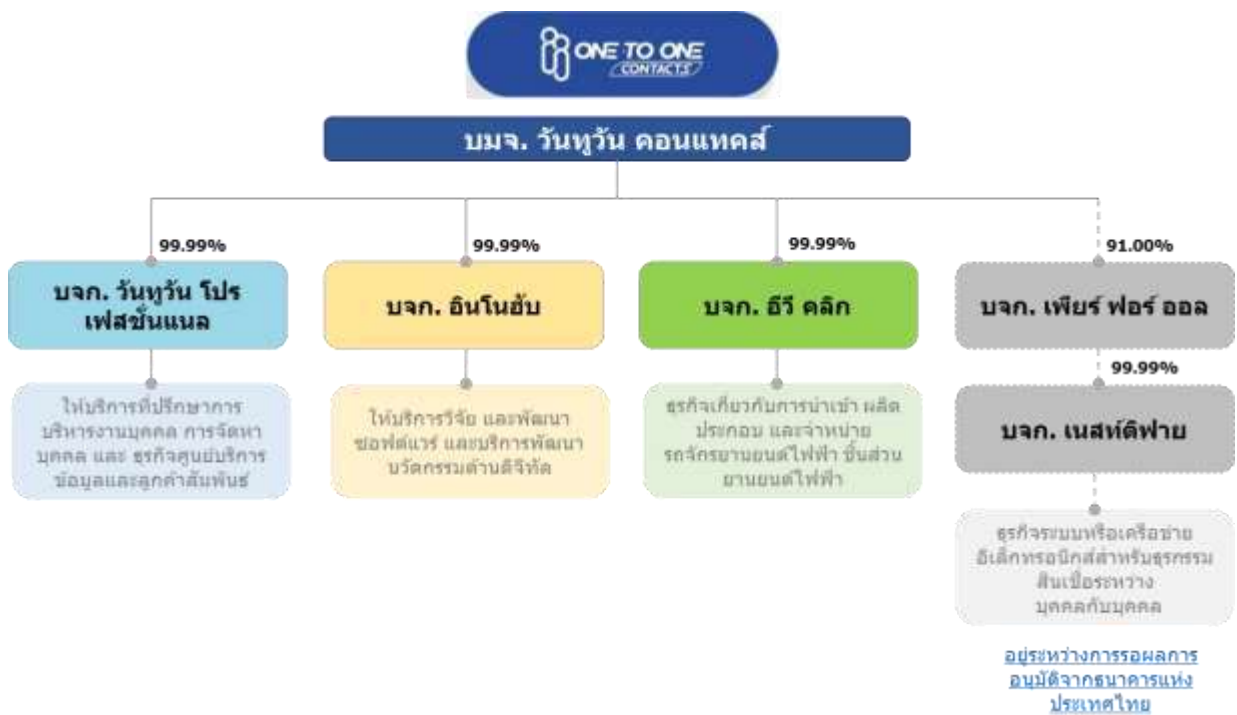 ONE TO ONE
CONTACTS
บมจ. วันทูวัน คอนแทคส์
99.99%
99.99%
99.99%
91.00%
บจก. วันทูวัน โปร
เฟสชั่นแนล
บจก. อินโนฮับ
บจก. อีวี คลิก
บจก. เพียร์ ฟอร์ ออล
99.99%
ให้บริการที่ปรึกษาการ
บริหารงานบุคคล การจัดหา
บุคคล และ ธุรกิจศูนย์บริการ
ข้อมูลและลูกค้าสัมพันธ์
ให้บริการวิจัย และพัฒนา
ซอฟต์แวร์ และบริการพัฒนา
นวัตกรรมด้านดิจิทัล
ธุรกิจเกี่ยวกับการนำเข้า ผลิต
ประกอบ และจำหน่าย
รถจักรยานยนต์ไฟฟ้า ชิ้นส่วน
ยานยนต์ไฟฟ้า
บจก. เนสท์ติฟาย
ธุรกิจระบบหรือเครือข่าย
อิเล็กทรอนิกส์สำหรับธุรกรรม
สินเชื่อระหว่าง
บุคคลกับบุคคล
อยู่ระหว่างการรอผลการ
อนุมัติจากธนาคารแห่ง
ประเทศไทย